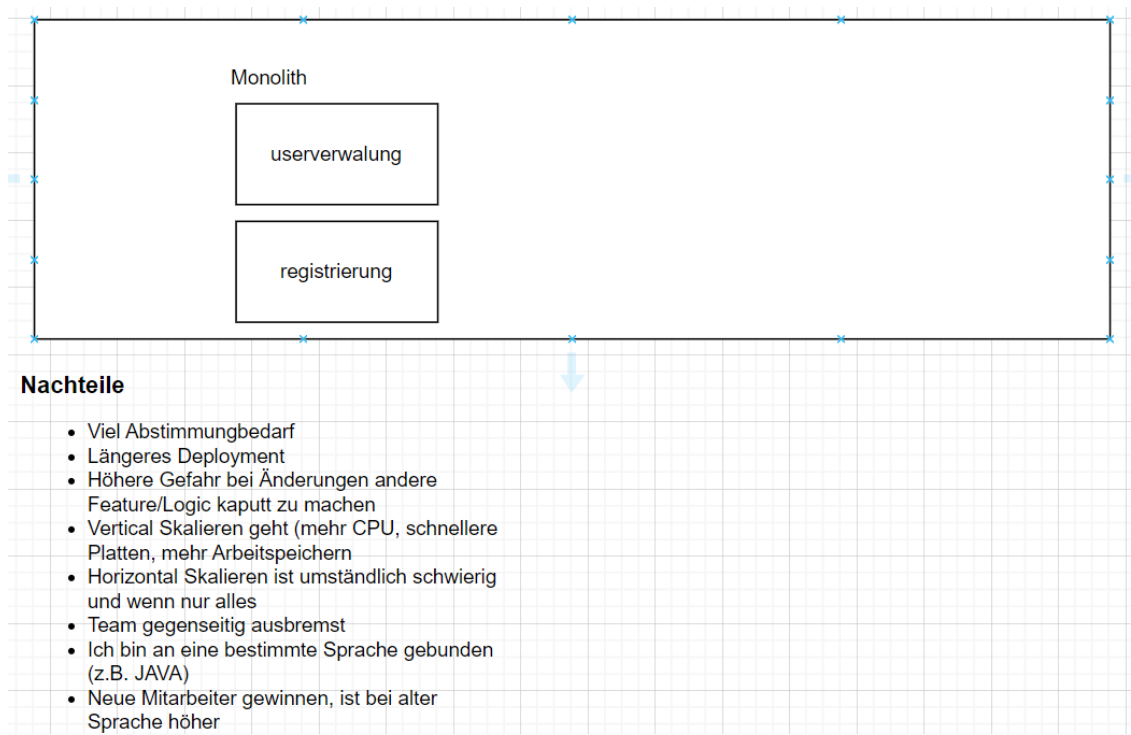 Monolith
userverwalung
registrierung
Nachteile
• Viel Abstimmungbedarf
• Längeres Deployment
• Höhere Gefahr bei Änderungen andere
Feature/Logic kaputt zu machen
• Vertical Skalieren geht (mehr CPU, schnellere
Platten, mehr Arbeitspeichern
• Horizontal Skalieren ist umständlich schwierig
und wenn nur alles
• Team gegenseitig ausbremst
• Ich bin an eine bestimmte Sprache gebunden
(z.B. JAVA)
• Neue Mitarbeiter gewinnen, ist bei alter
Sprache höher